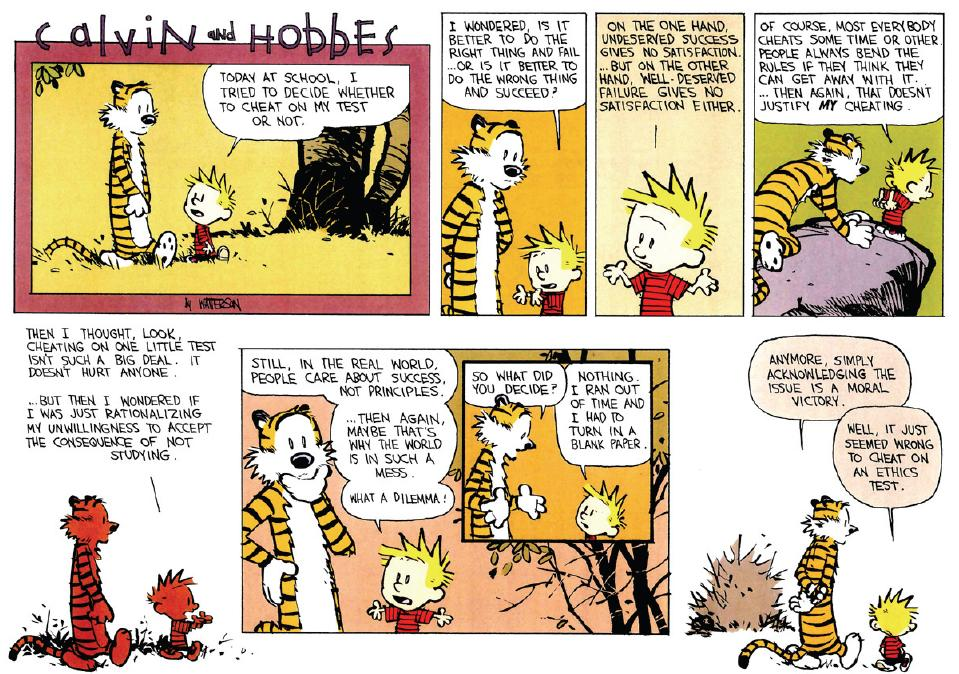 Calvin and Hobbes
TODAY AT SCHOOL, I
TRIED TO DECIDE WHETHER
TO CHEAT ON MY TEST
OR NOT.
by WATTERSON
I WONDERED, IS IT
BETTER TO DO THE
RIGHT THING AND FAIL
...OR IS IT BETTER TO
DO THE WRONG THING
AND SUCCEED?
ON THE ONE HAND,
UNDESERVED SUCCESS
GIVES NO SATISFACTION.
...BUT ON THE OTHER
HAND, WELL-DESERVED
FAILURE GIVES NO
SATISFACTION EITHER.
OF COURSE, MOST EVERYBODY
CHEATS SOME TIME OR OTHER.
PEOPLE ALWAYS BEND THE
RULES IF THEY THINK THEY
CAN GET AWAY WITH IT.
...THEN AGAIN, THAT DOESN'T
JUSTIFY MY CHEATING.
THEN I THOUGHT, LOOK,
CHEATING ON ONE LITTLE TEST
ISN'T SUCH A BIG DEAL. IT
DOESN'T HURT ANYONE.
...BUT THEN I WONDERED IF
I WAS JUST RATIONALIZING
MY UNWILLINGNESS TO ACCEPT
THE CONSEQUENCE OF NOT
STUDYING.
STILL, IN THE REAL WORLD,
PEOPLE CARE ABOUT SUCCESS,
NOT PRINCIPLES.
...THEN AGAIN,
MAYBE THAT'S
WHY THE WORLD
IS IN SUCH A
MESS.
WHAT A DILEMMA!
SO WHAT DID
YOU DECIDE?
NOTHING.
I RAN OUT
OF TIME AND
I HAD TO
TURN IN A
BLANK PAPER.
ANYMORE, SIMPLY
ACKNOWLEDGING THE
ISSUE IS A MORAL
VICTORY.
WELL, IT JUST
SEEMED WRONG
TO CHEAT ON
AN ETHICS
TEST.